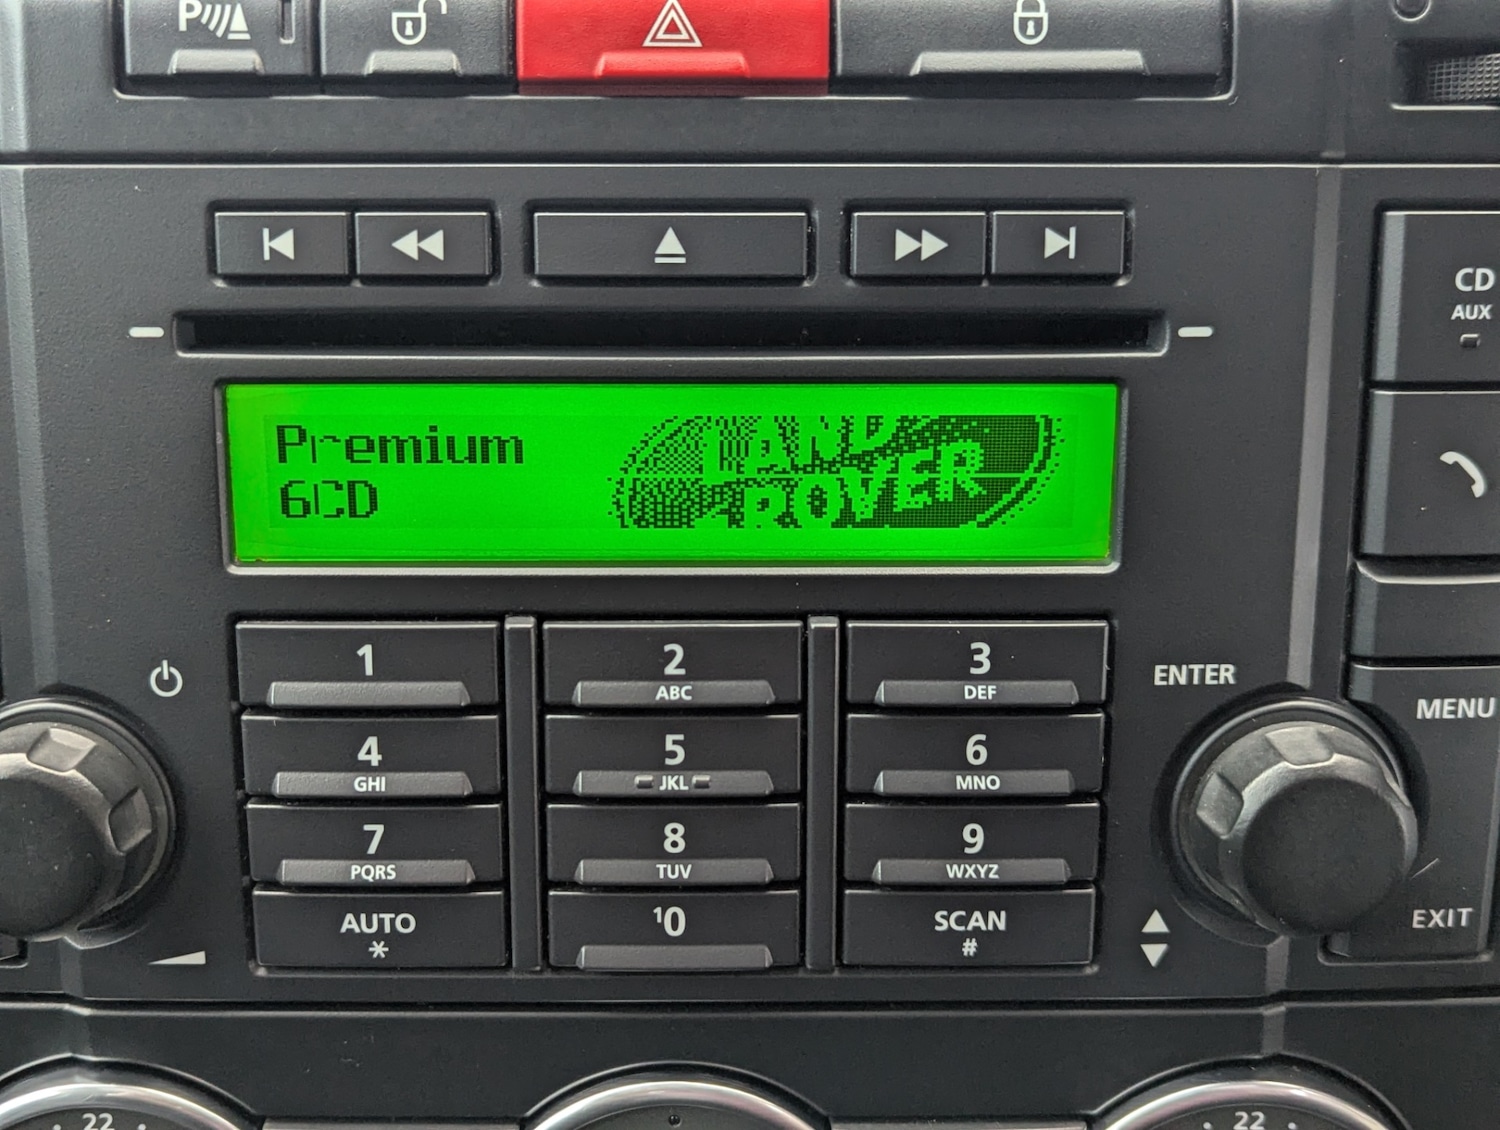 P
CD
AUX
Premium
6CD
LAND
ROVER
1
2
ABC
3
DEF
ENTER
4
GHI
5
JKL
6
MNO
MENU
7
PQRS
8
TUV
9
WXYZ
AUTO
*
10
SCAN
#
EXIT
22
22